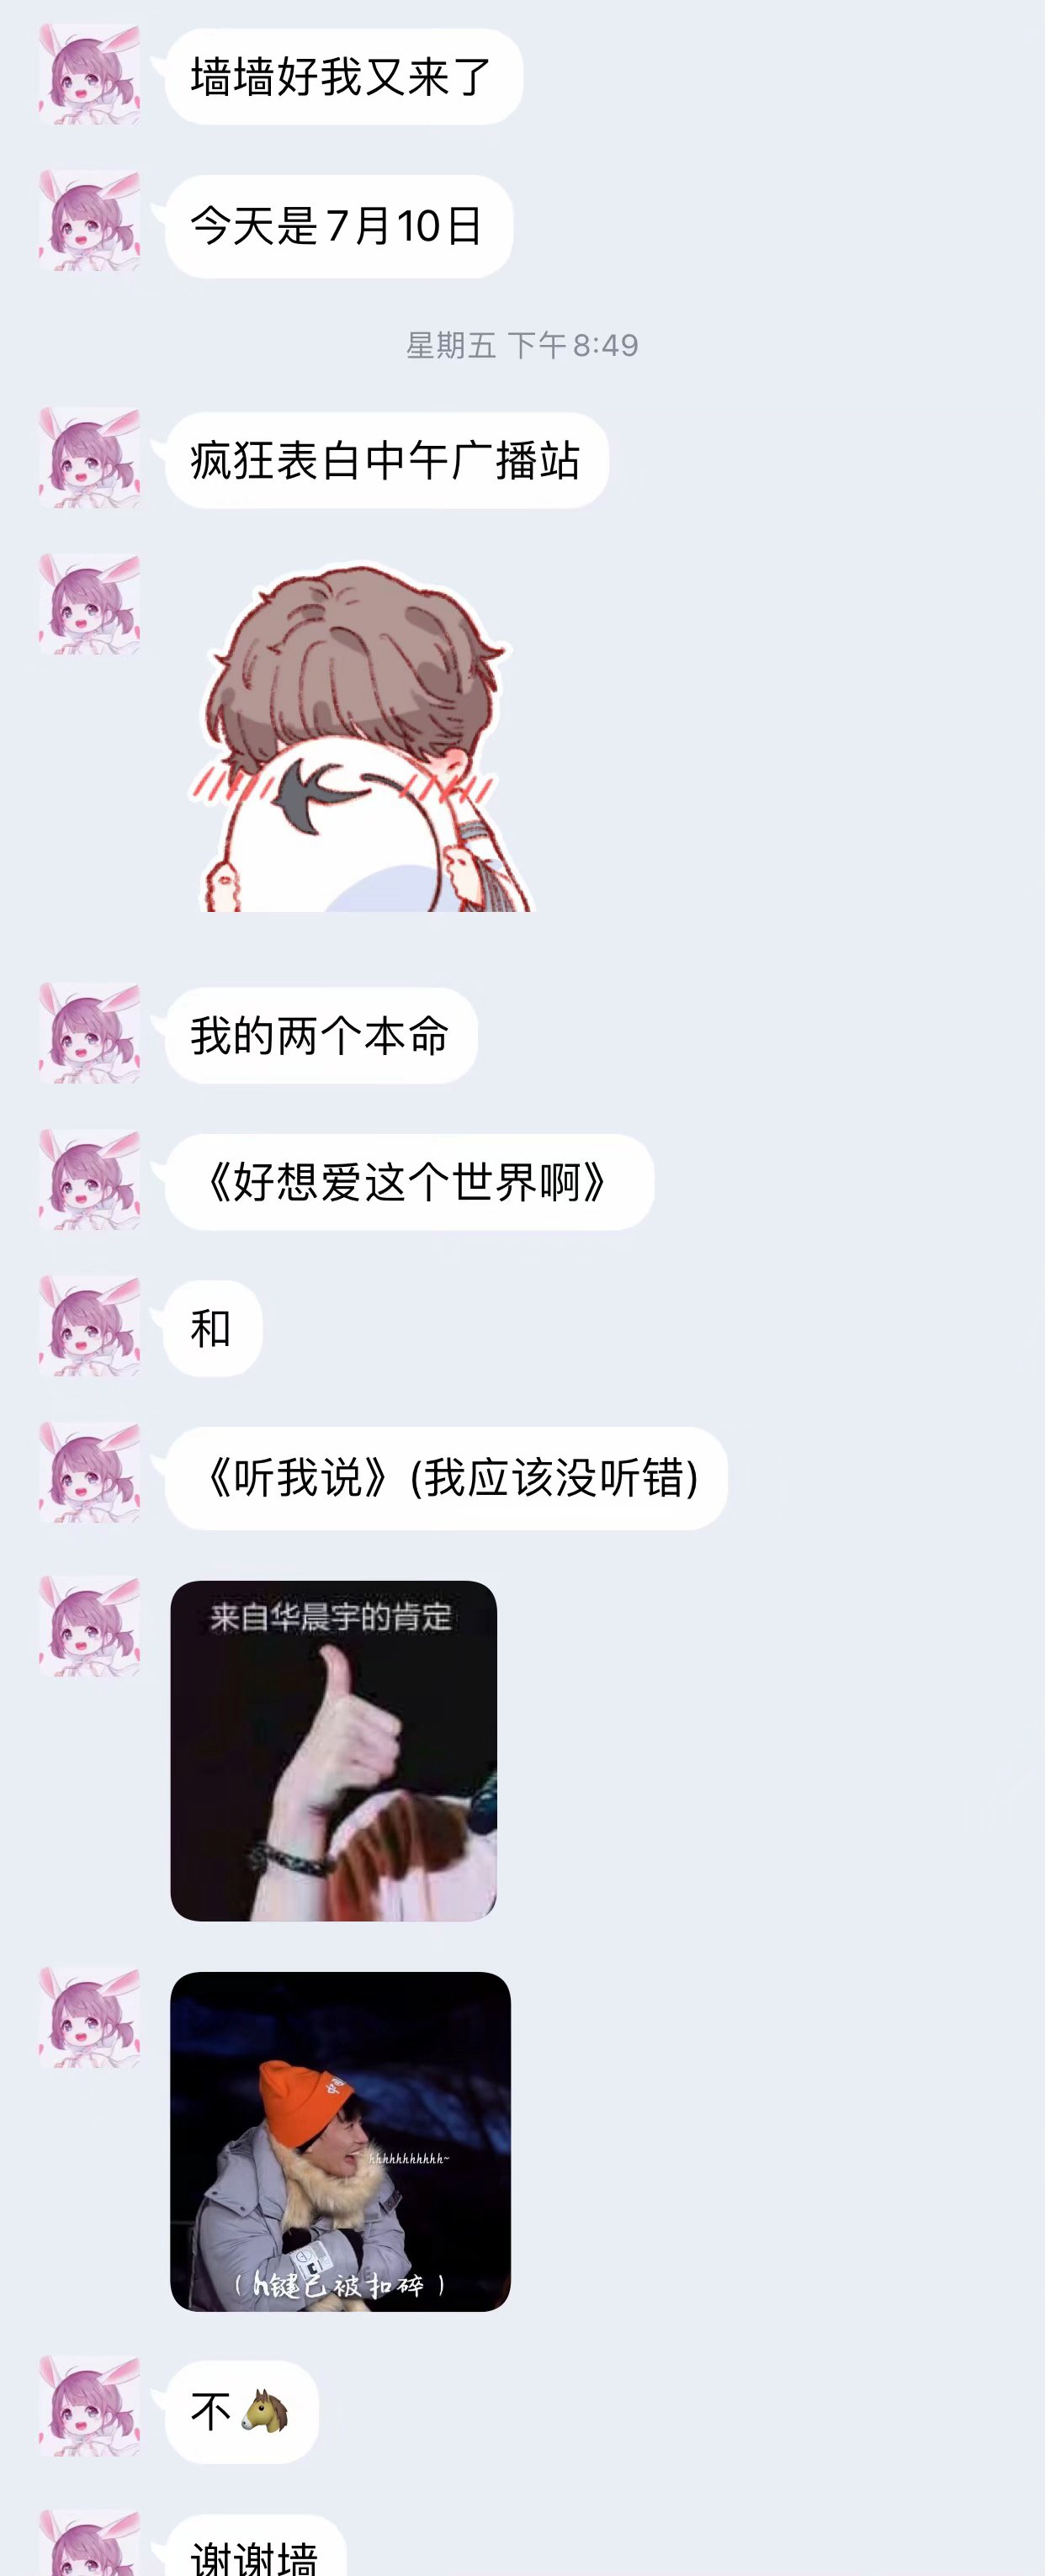 墙墙好我又来了
今天是7月10日
星期五 下午8:49
疯狂表白中午广播站
我的两个本命
《好想爱这个世界啊》
和
《听我说》(我应该没听错)
来自华晨宇的肯定
中国
hhhhhhhhhhh~
(h键已被扣碎)
不🐴
谢谢墙